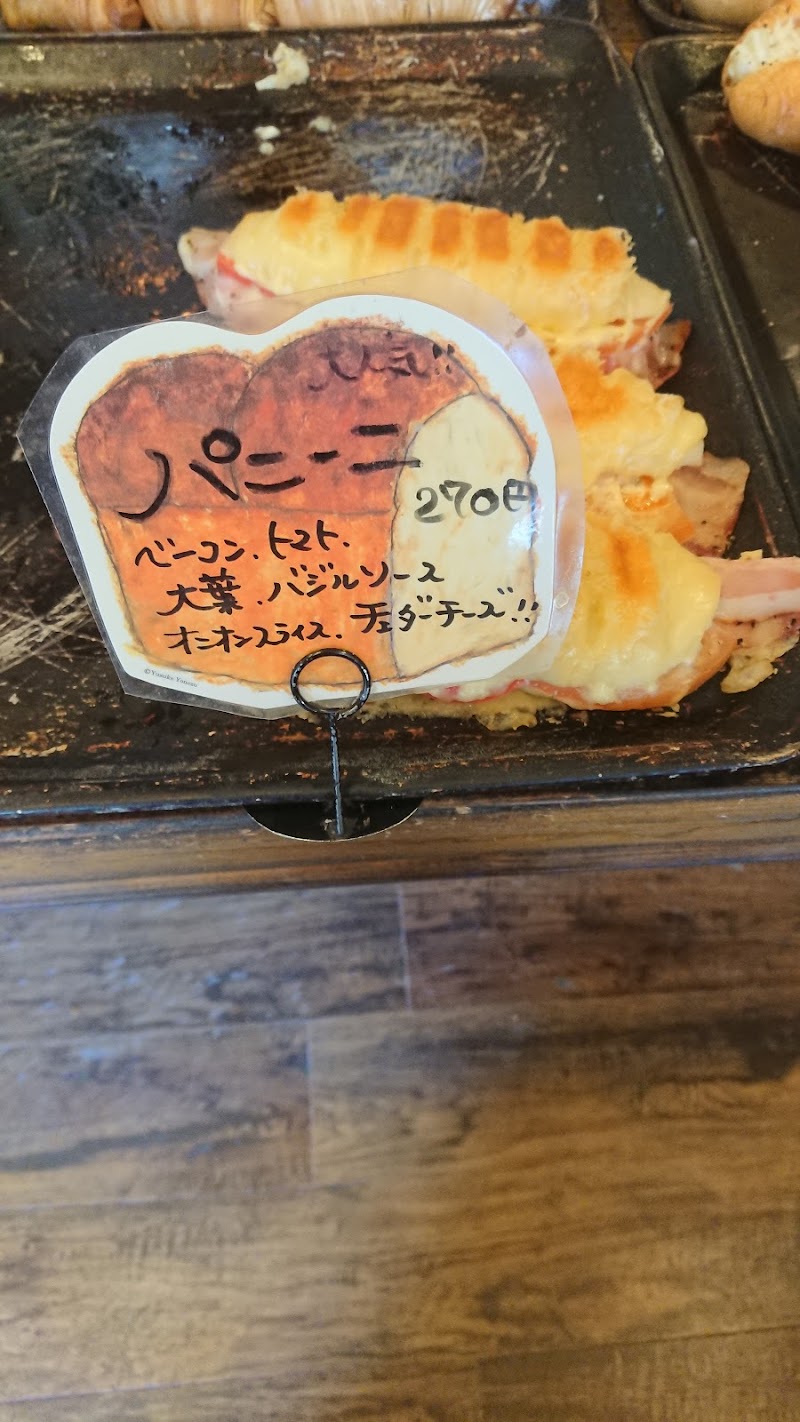 大人気!!
パニーニ
270円
ベーコン、トマト、
大葉、バジルソース
オニオンスライス、チェダーチーズ!!